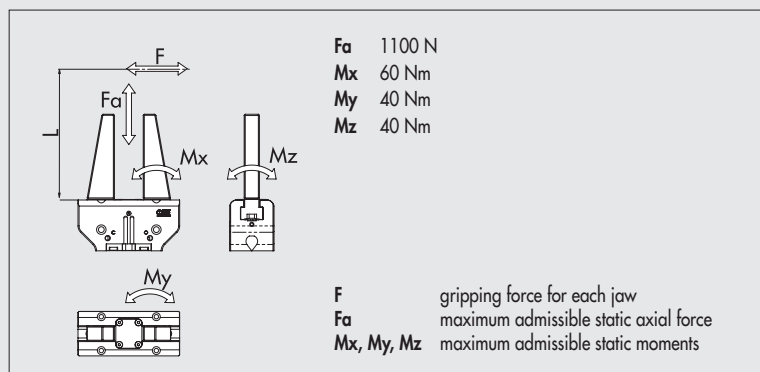 F
Fa
L
Mx
Mz
My
Fa 1100 N
Mx 60 Nm
My 40 Nm
Mz 40 Nm
F gripping force for each jaw
Fa maximum admissible static axial force
Mx, My, Mz maximum admissible static moments